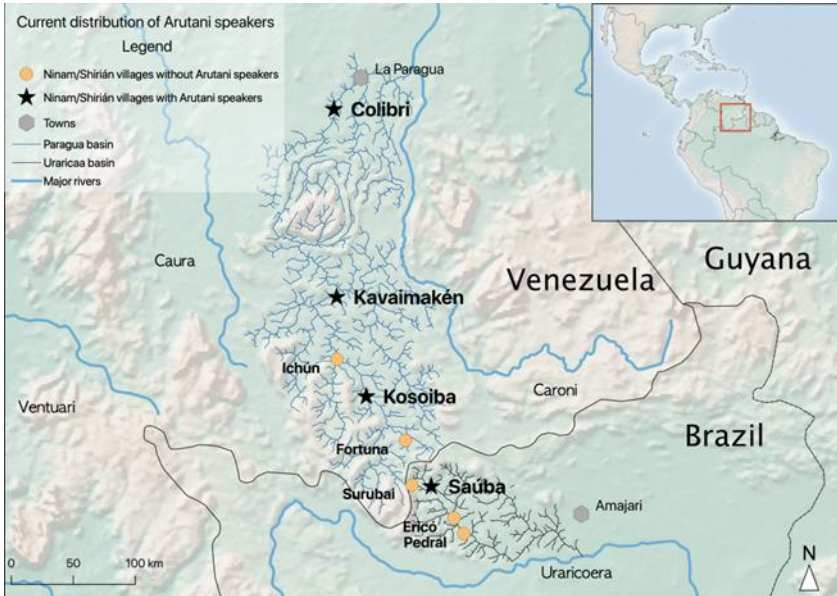 Current distribution of Arutani speakers
Legend
Ninam/Shirián villages without Arutani speakers
Ninam/Shirián villages with Arutani speakers
Towns
Paragua basin
Uraricaa basin
Major rivers
La Paragua
Colibri
Caura
Kavaimakén
Venezuela
Guyana
Ichún
Kosoiba
Caroni
Ventuari
Fortuna
Brazil
Surubai
Saúba
Amajari
Ericó
Pedral
Uraricoera
0 50 100 km
N